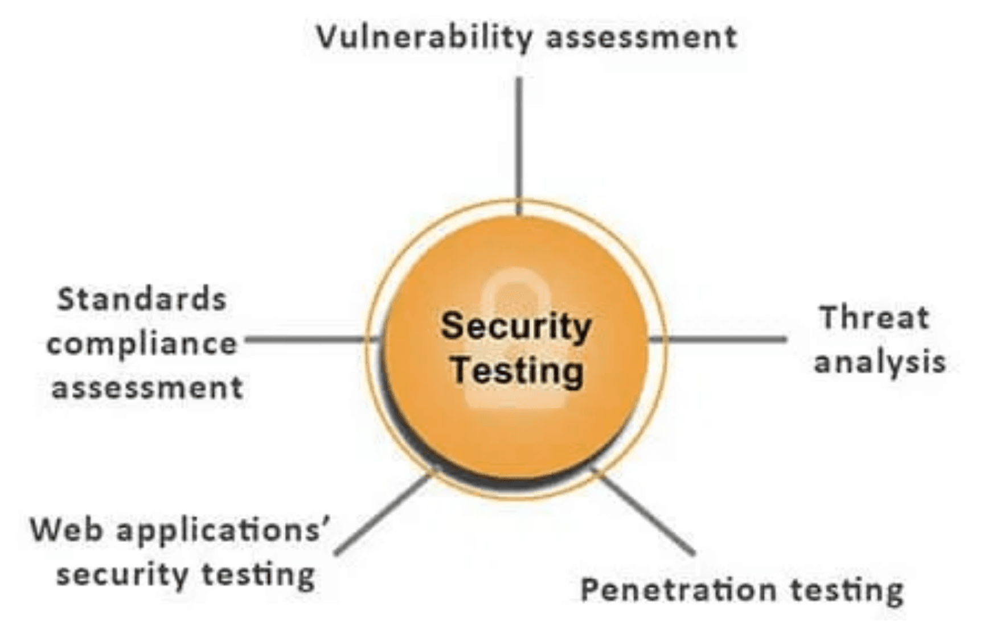 Vulnerability assessment
Standards
compliance
assessment
Security
Testing
Threat
analysis
Web applications’
security testing
Penetration testing